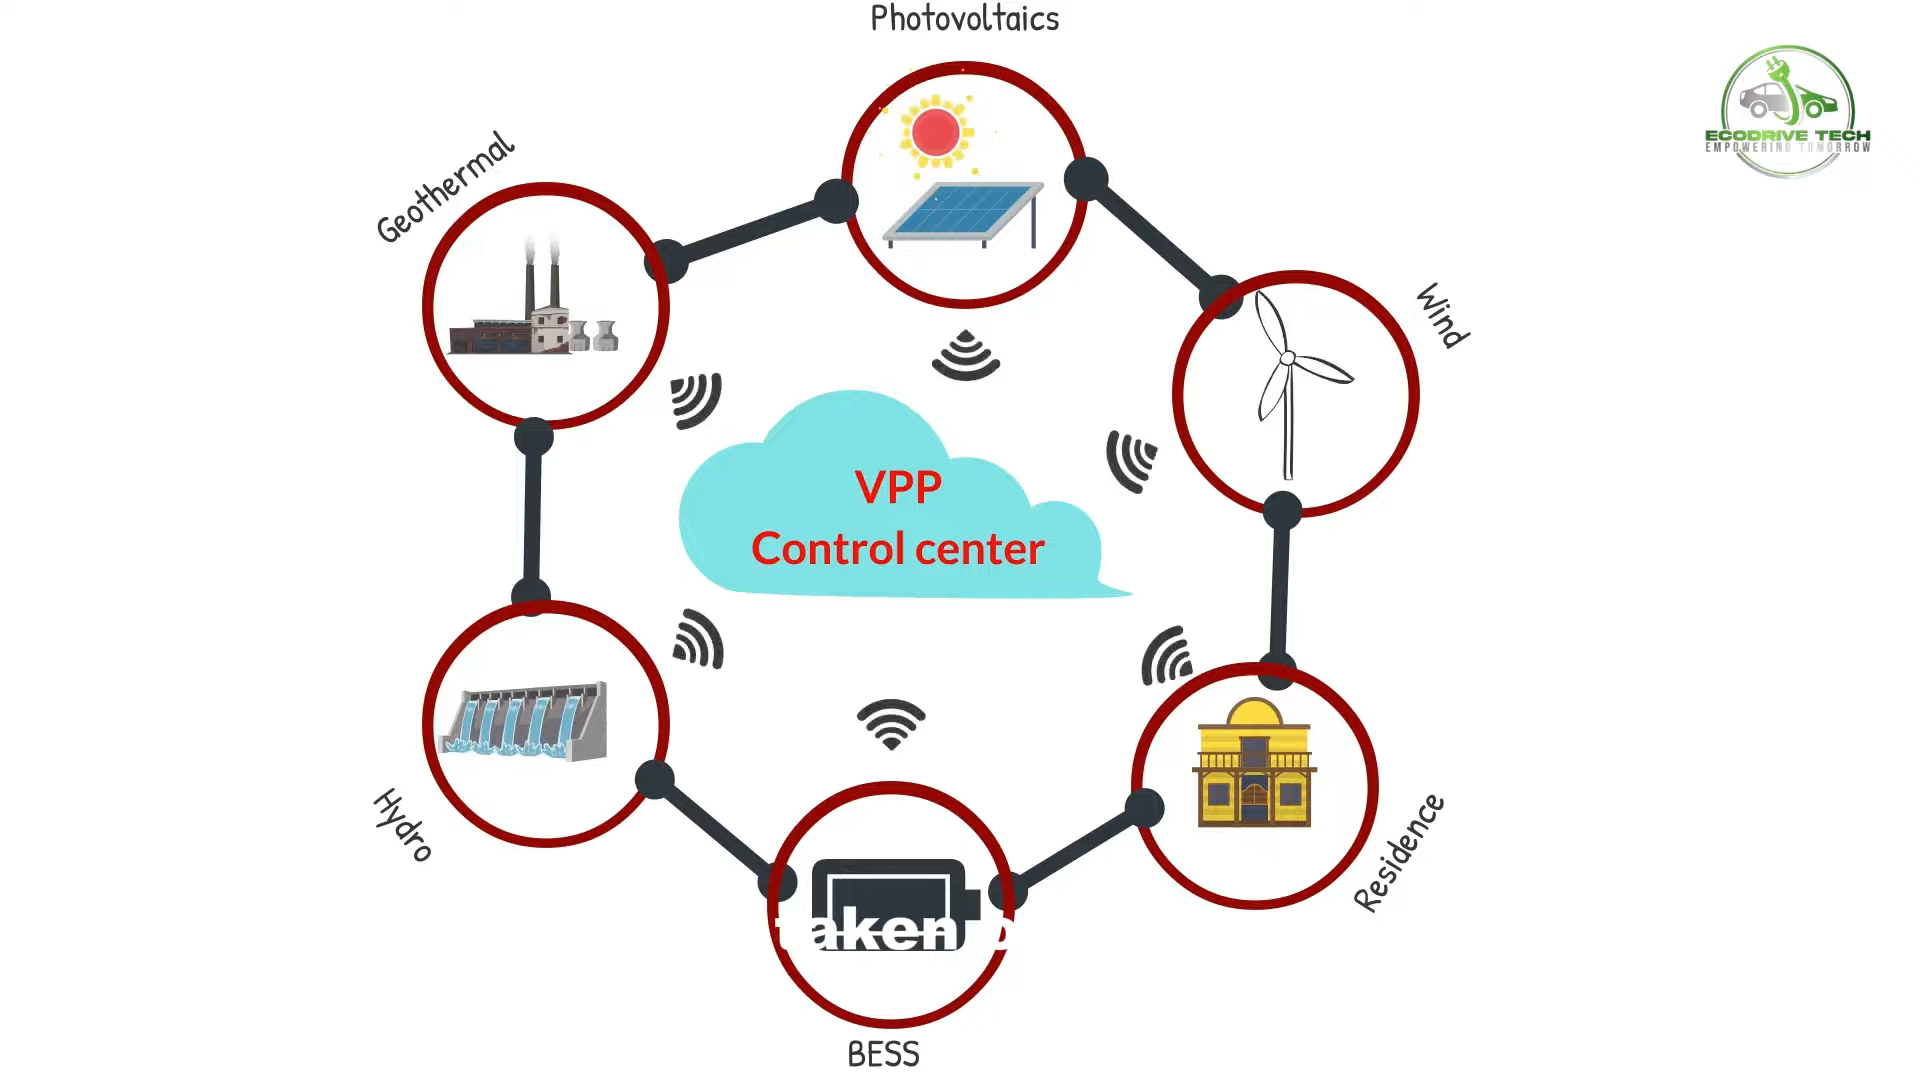 Photovoltaics
ECODRIVE TECH
EMPOWERING TOMORROW
Geothermal
Wind
VPP
Control center
Hydro
Residence
taken
BESS